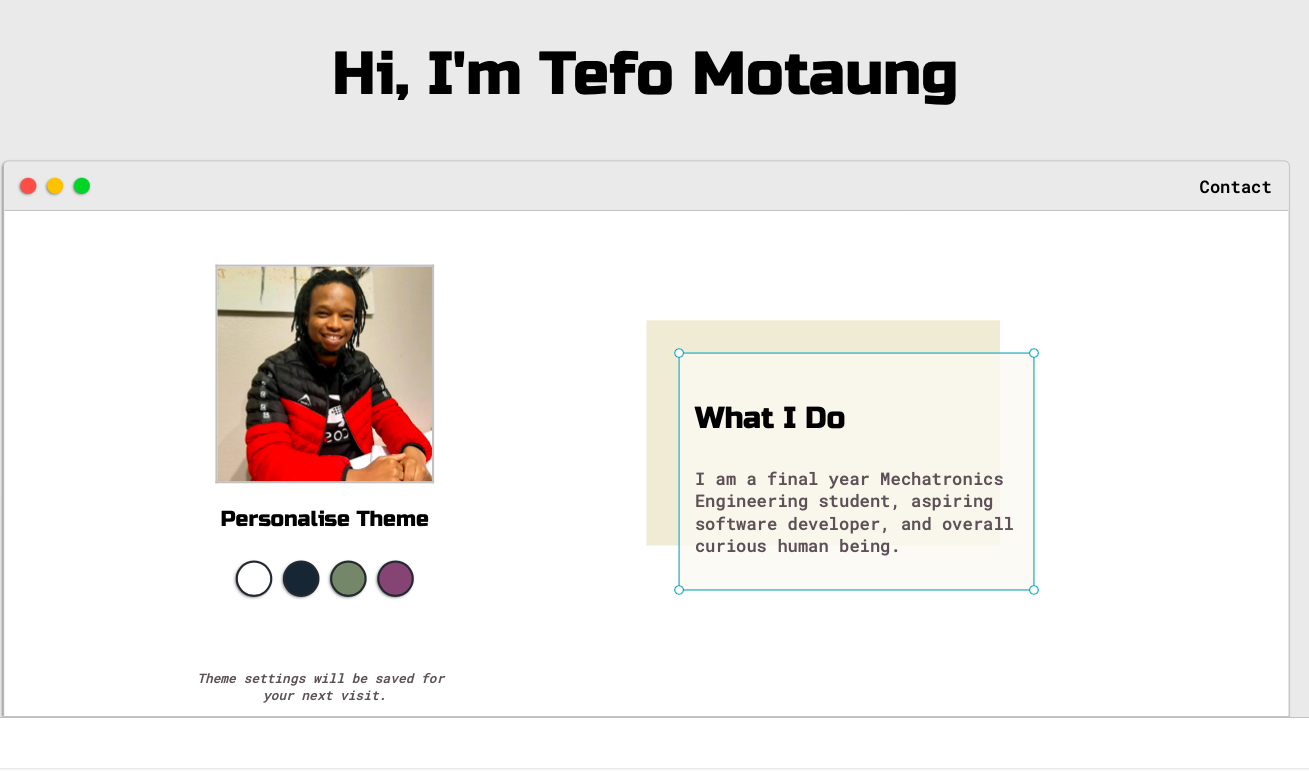 Hi, I'm Tefo Motaung
Contact
Personalise Theme
Theme settings will be saved for
your next visit.
What I Do
I am a final year Mechatronics
Engineering student, aspiring
software developer, and overall
curious human being.